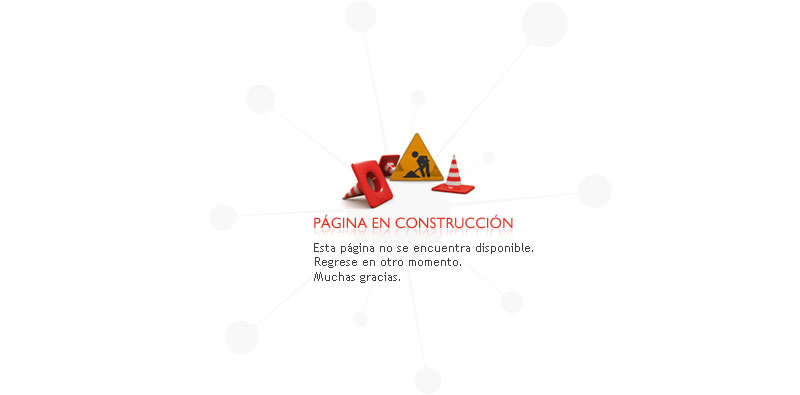 PÁGINA EN CONSTRUCCIÓN
Esta página no se encuentra disponible.
Regrese en otro momento.
Muchas gracias.